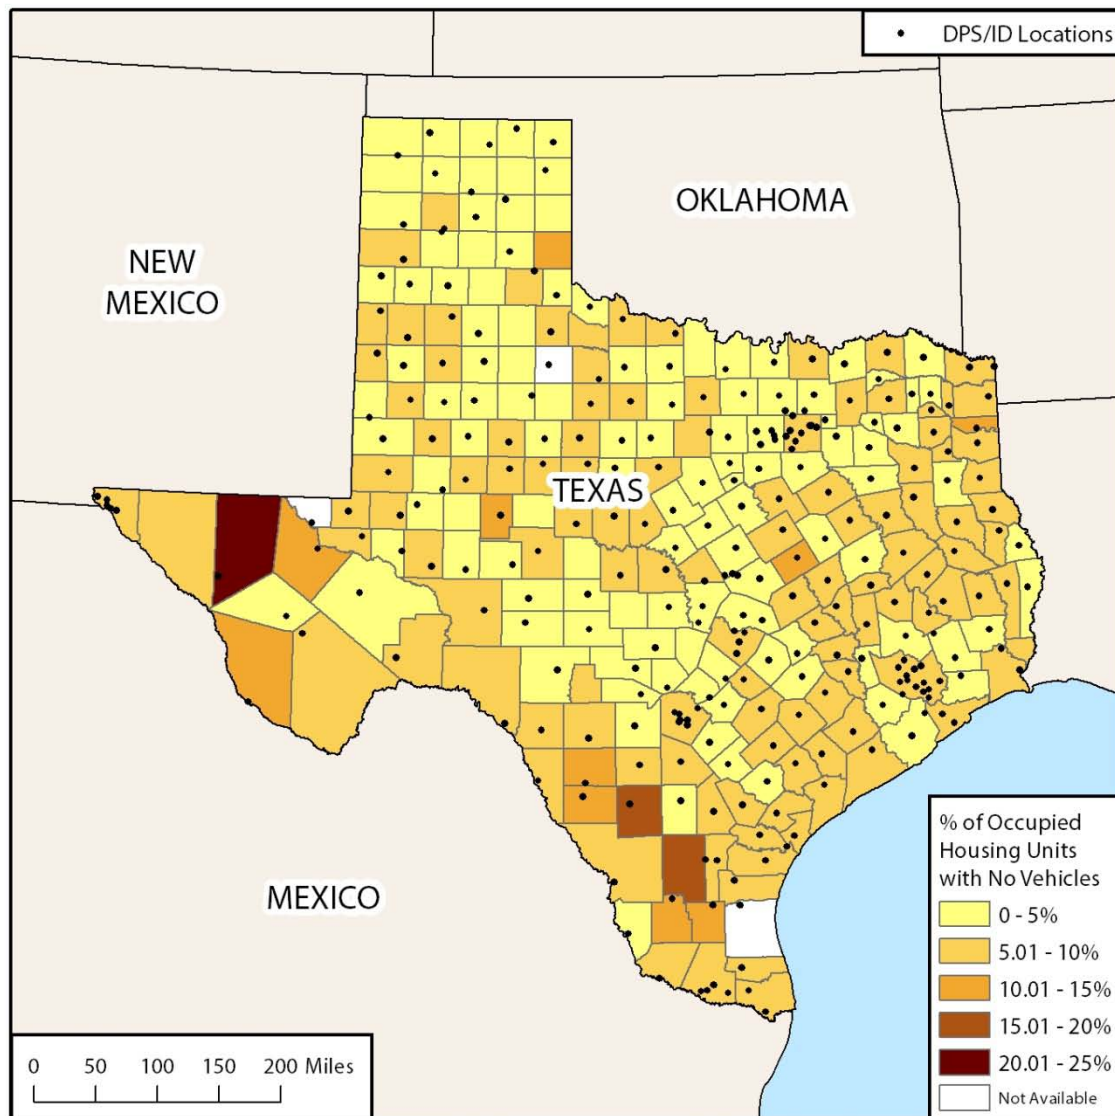 DPS/ID Locations
OKLAHOMA
NEW
MEXICO
TEXAS
MEXICO
% of Occupied
Housing Units
with No Vehicles
0 - 5%
5.01 - 10%
10.01 - 15%
15.01 - 20%
20.01 - 25%
Not Available
0 50 100 150 200 Miles